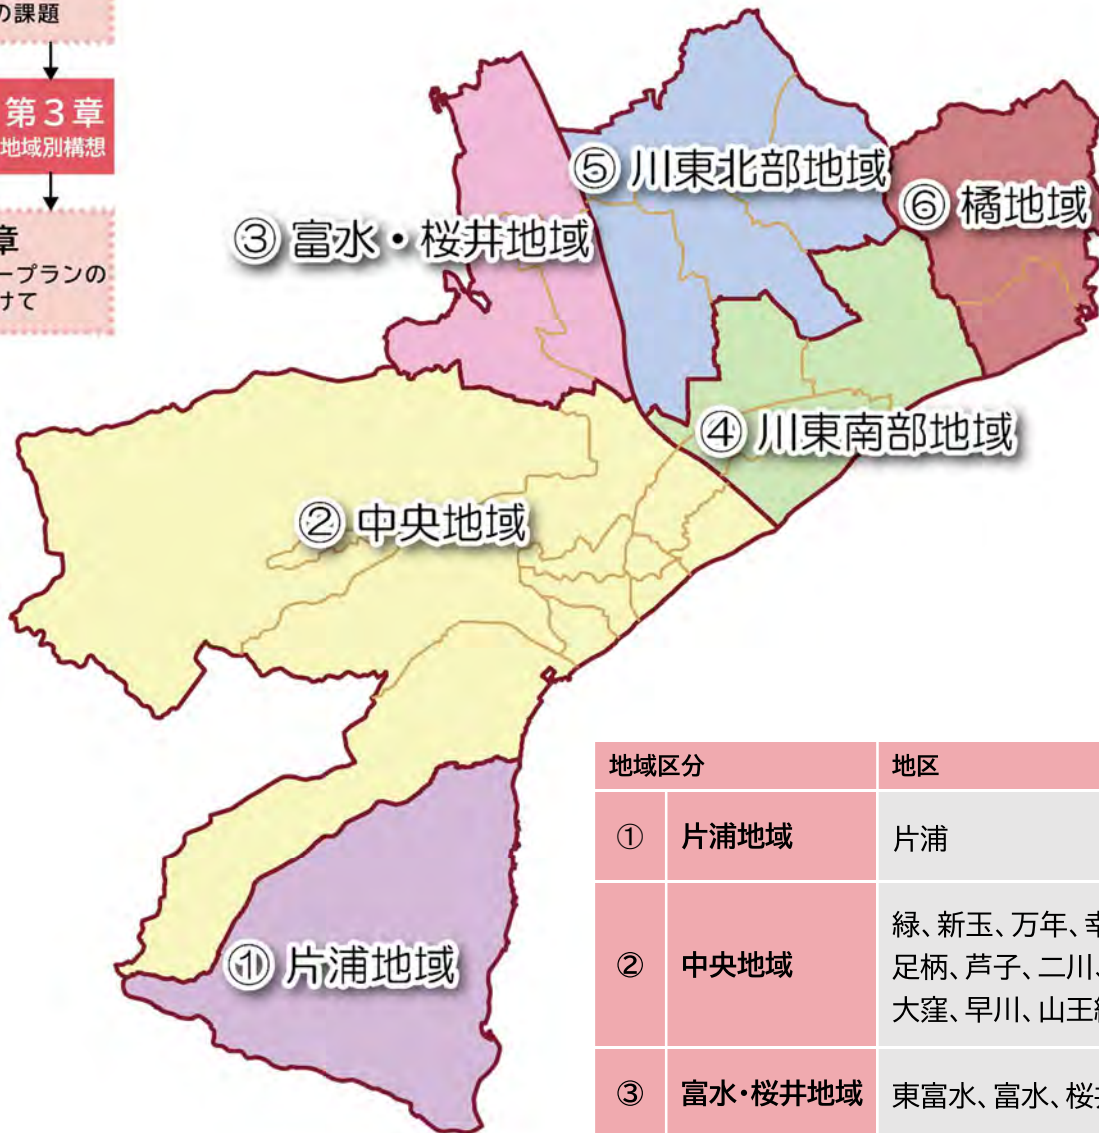 の課題
第3章
地域別構想
章
ープランの
けて
⑤ 川東北部地域
⑥ 橘地域
③ 富水・桜井地域
④ 川東南部地域
② 中央地域
① 片浦地域
地域区分 地区
① 片浦地域 片浦
② 中央地域 緑、新玉、万年、幸
足柄、芦子、二川、
大窪、早川、山王
③ 富水・桜井地域 東富水、富水、桜